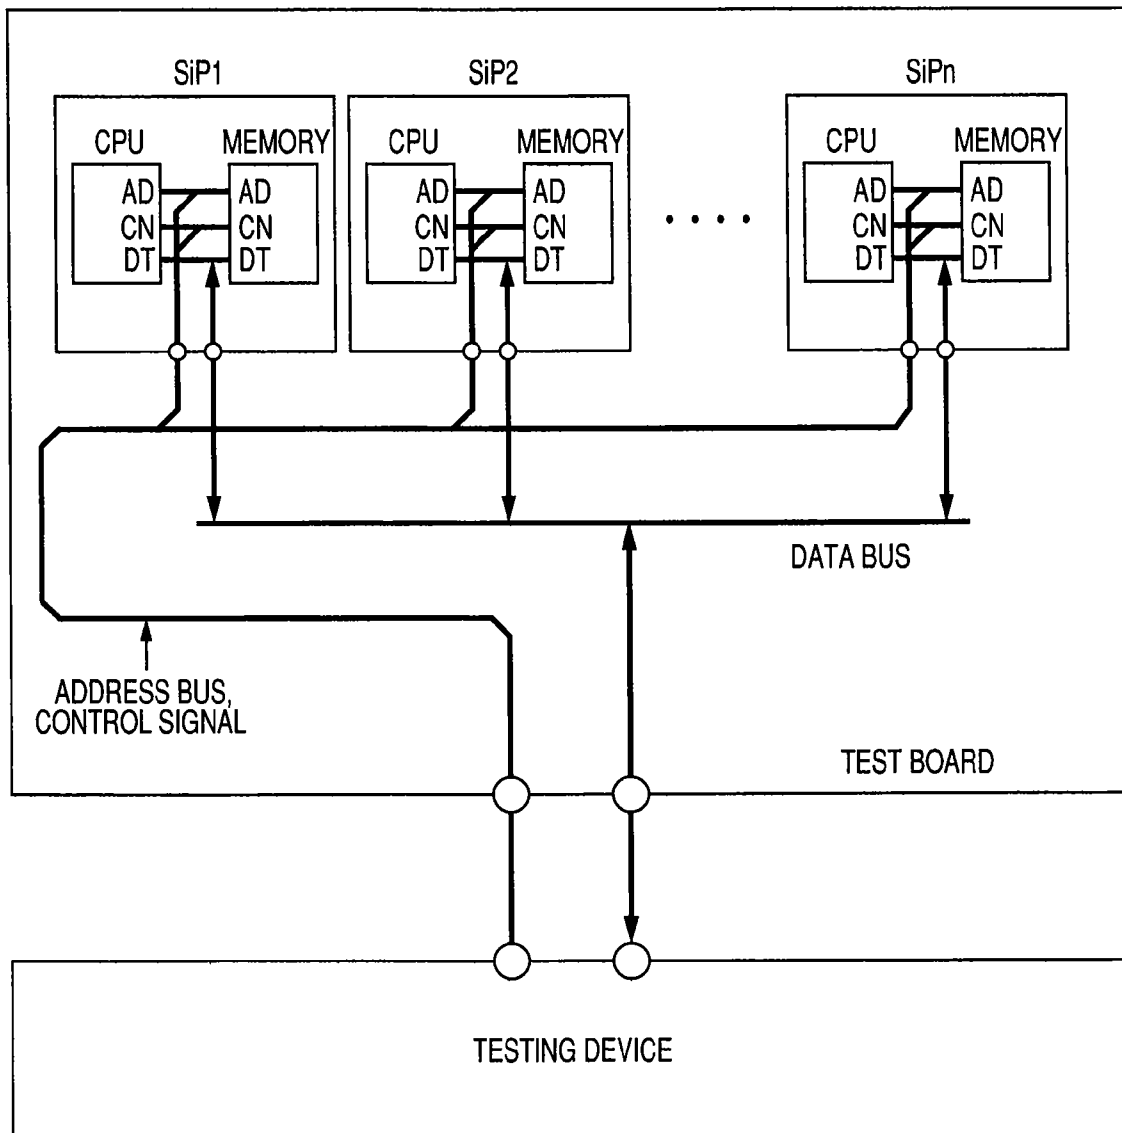 SiP1 SiP2 SiPn
CPU MEMORY CPU MEMORY CPU MEMORY
AD AD AD AD AD AD
CN CN CN CN CN CN
DT DT DT DT DT DT
DATA BUS
ADDRESS BUS,
CONTROL SIGNAL
TEST BOARD
TESTING DEVICE